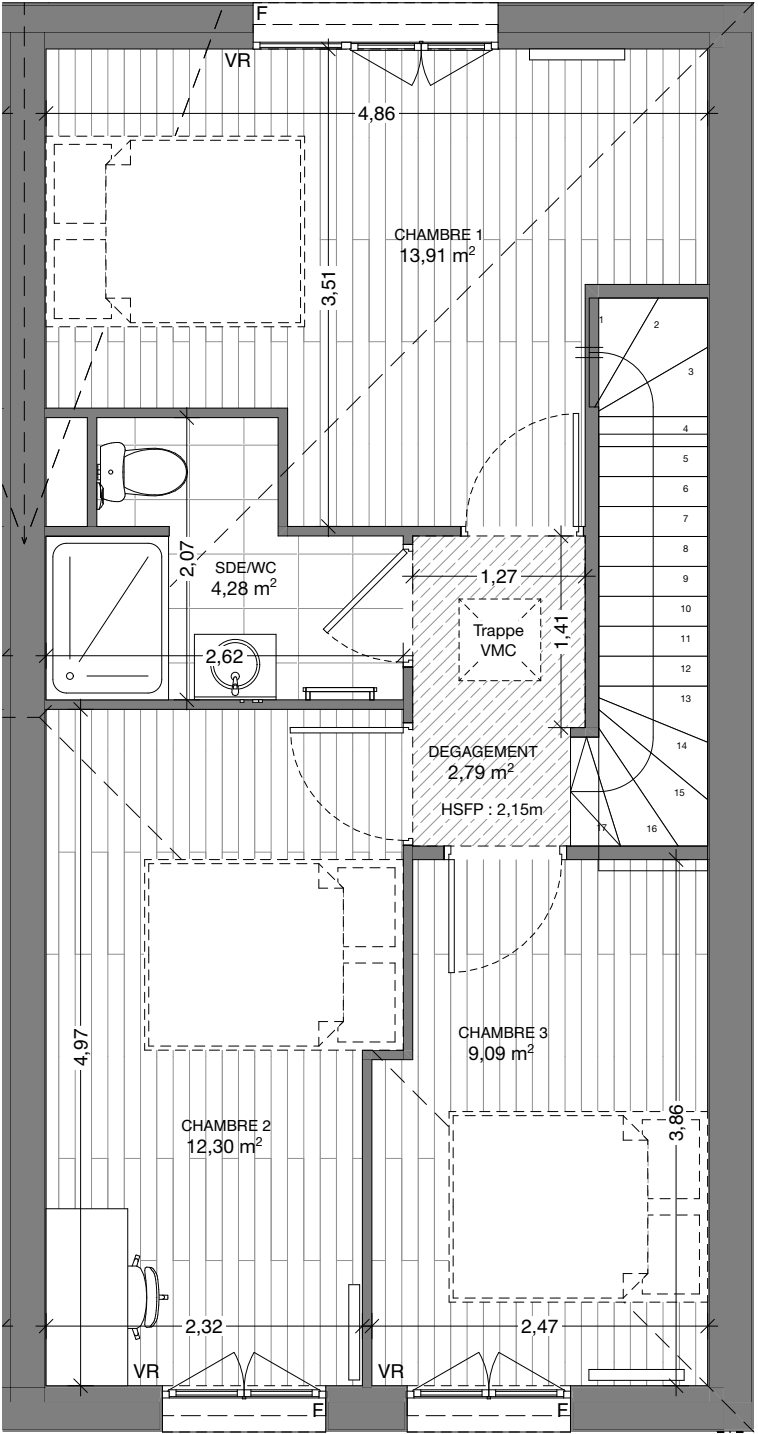 F
VR
4,86
CHAMBRE 1
13,91 m²
3,51
1
2
3
4
5
6
7
8
9
10
11
12
13
14
15
16
17
2,07
SDE/WC
4,28 m²
2,62
1,27
1,41
Trappe
VMC
DEGAGEMENT
2,79 m²
HSFP : 2,15m
4,97
CHAMBRE 3
9,09 m²
CHAMBRE 2
12,30 m²
3,86
2,32
2,47
VR
VR
F
F